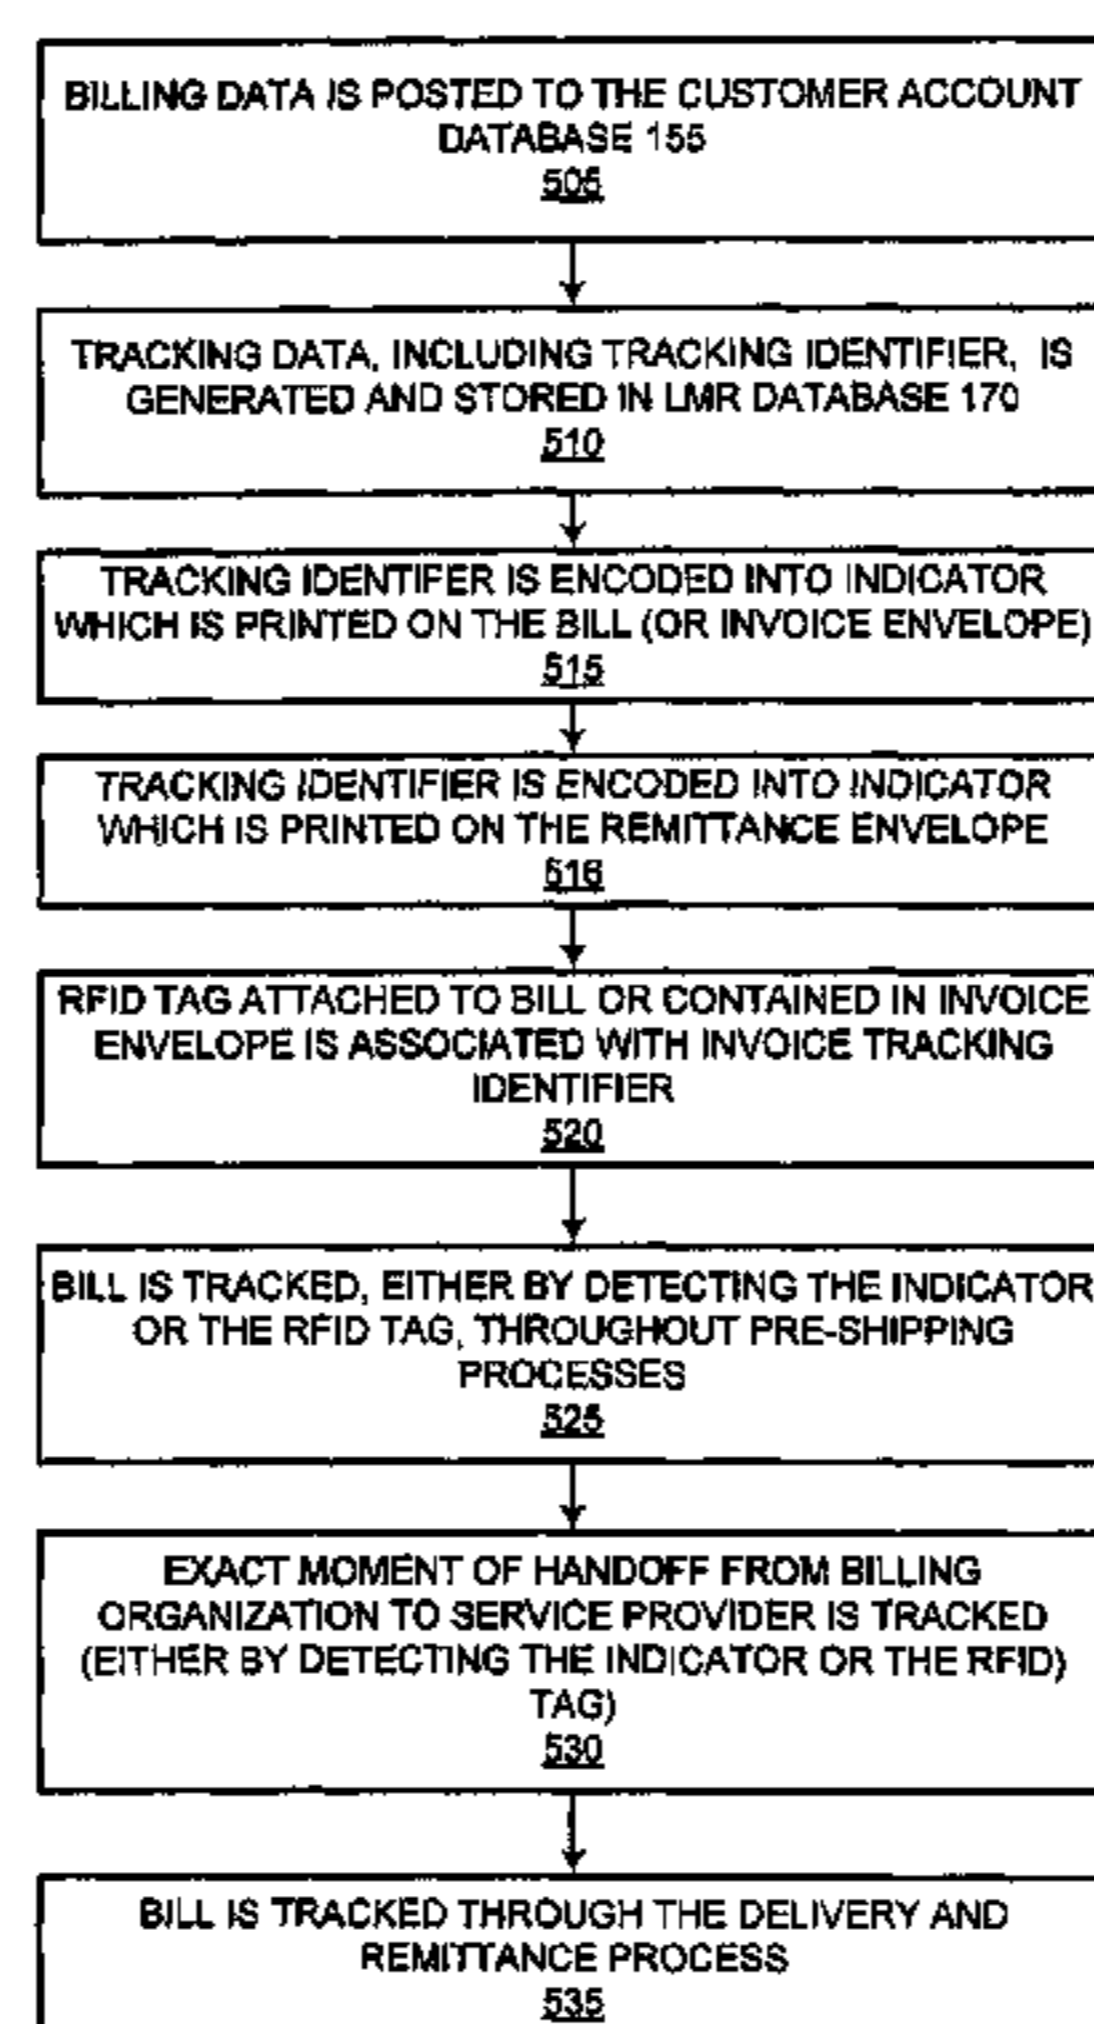 BILLING DATA IS POSTED TO THE CUSTOMER ACCOUNT
DATABASE 155
505
TRACKING DATA, INCLUDING TRACKING IDENTIFIER, IS
GENERATED AND STORED IN LMR DATABASE 170
510
TRACKING IDENTIFER IS ENCODED INTO INDICATOR
WHICH IS PRINTED ON THE BILL (OR INVOICE ENVELOPE)
515
TRACKING IDENTIFIER IS ENCODED INTO INDICATOR
WHICH IS PRINTED ON THE REMITTANCE ENVELOPE
516
RFID TAG ATTACHED TO BILL OR CONTAINED IN INVOICE
ENVELOPE IS ASSOCIATED WITH INVOICE TRACKING
IDENTIFIER
520
BILL IS TRACKED, EITHER BY DETECTING THE INDICATOR
OR THE RFID TAG, THROUGHOUT PRE-SHIPPING
PROCESSES
525
EXACT MOMENT OF HANDOFF FROM BILLING
ORGANIZATION TO SERVICE PROVIDER IS TRACKED
(EITHER BY DETECTING THE INDICATOR OR THE RFID)
TAG)
530
BILL IS TRACKED THROUGH THE DELIVERY AND
REMITTANCE PROCESS
535